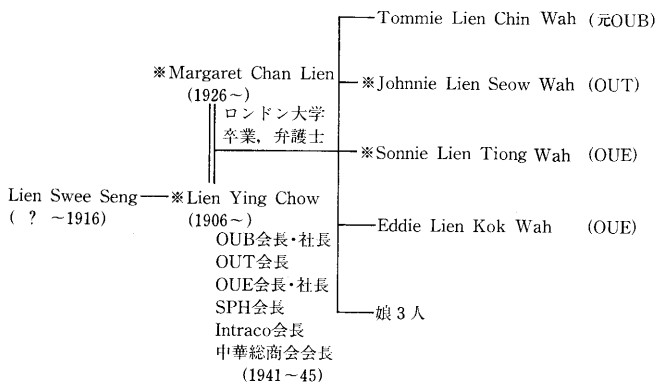 Tommie Lien Chin Wah (元OUB)
※Margaret Chan Lien
(1926~)
ロンドン大学
卒業，弁護士
※Johnnie Lien Seow Wah (OUT)
※Sonnie Lien Tiong Wah (OUE)
Lien Swee Seng
( ? ~1916)
※Lien Ying Chow
(1906~)
Eddie Lien Kok Wah (OUE)
OUB会長・社長
OUT会長
OUE会長・社長
SPH会長
Intraco会長
中華総商会会長
(1941~45)
娘3人